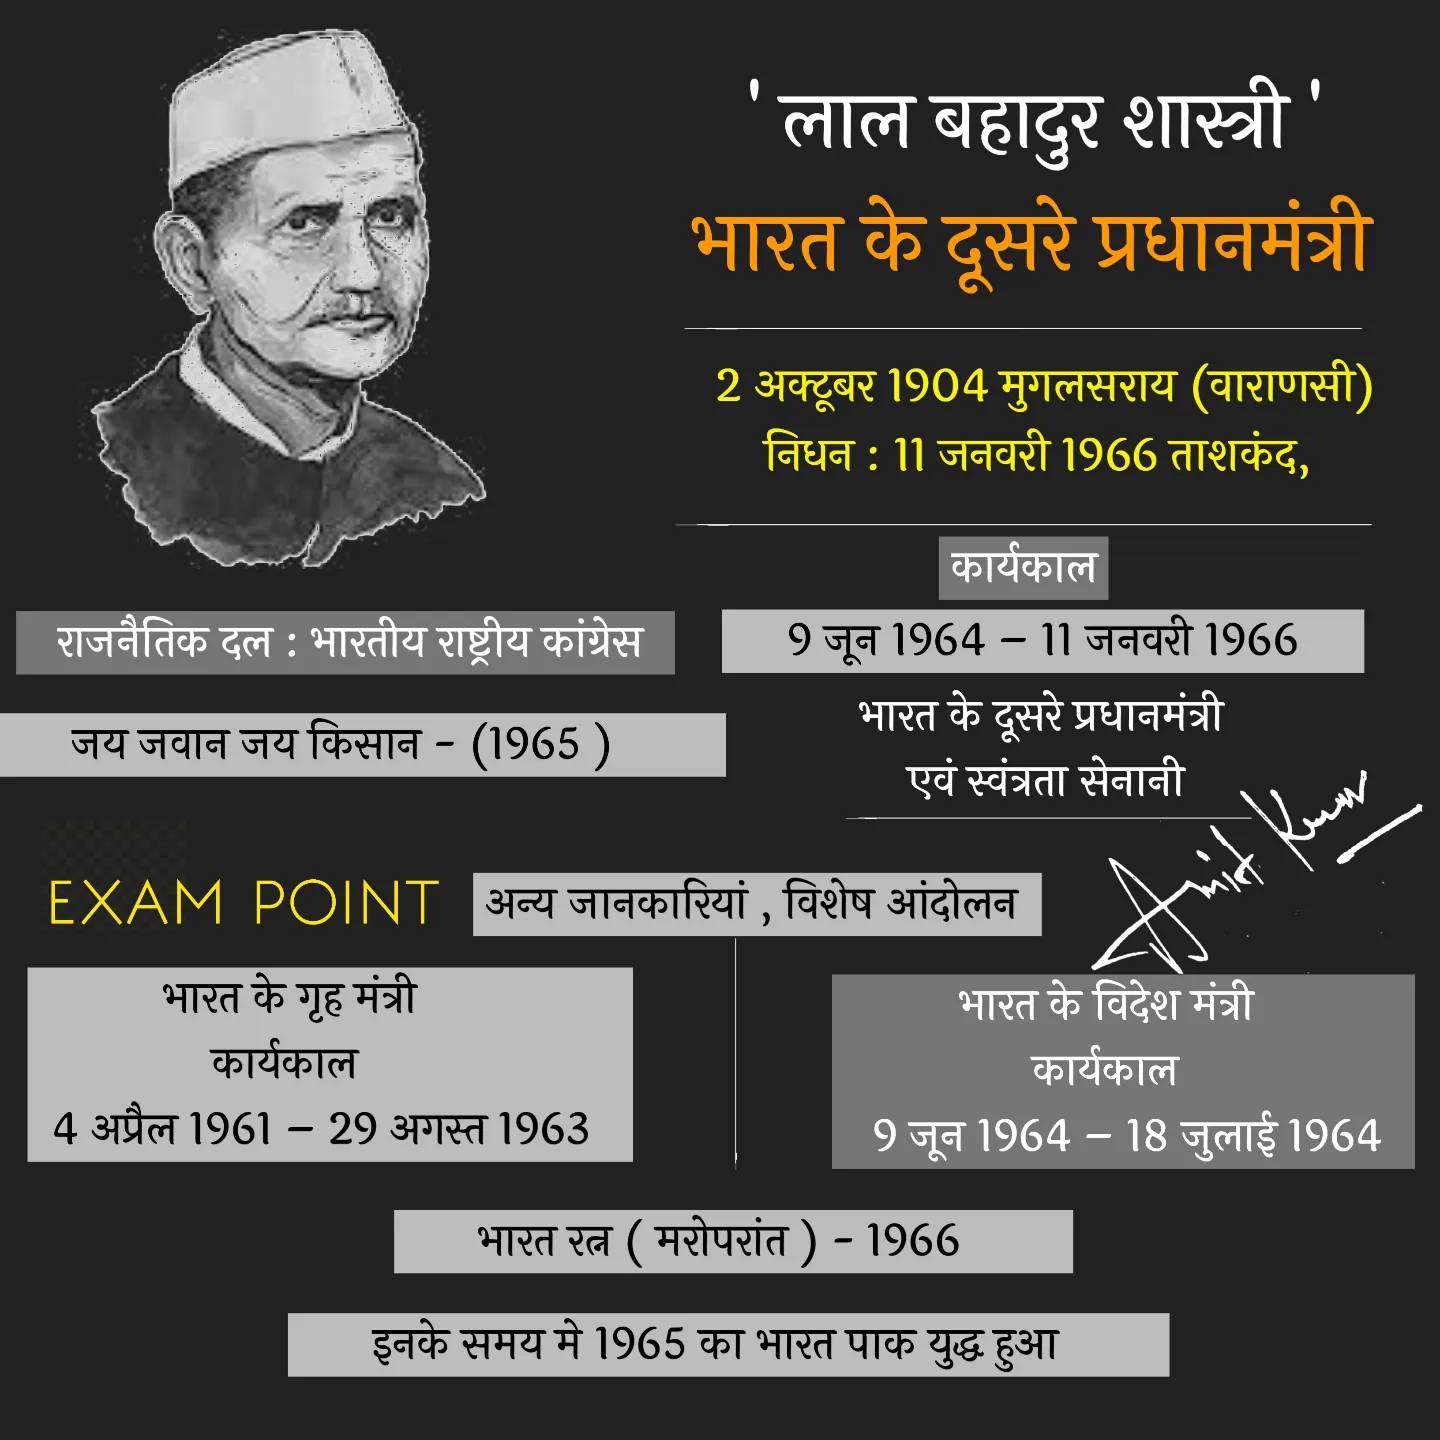 ' लाल बहादुर शास्त्री '
भारत के दूसरे प्रधानमंत्री
2 अक्टूबर 1904 मुगलसराय (वाराणसी)
निधन : 11 जनवरी 1966 ताशकंद,
कार्यकाल
9 जून 1964 – 11 जनवरी 1966
भारत के दूसरे प्रधानमंत्री
एवं स्वंत्रता सेनानी
राजनैतिक दल : भारतीय राष्ट्रीय कांग्रेस
जय जवान जय किसान - (1965 )
Amit Kumar
EXAM POINT
अन्य जानकारियां , विशेष आंदोलन
भारत के गृह मंत्री
कार्यकाल
4 अप्रैल 1961 – 29 अगस्त 1963
भारत के विदेश मंत्री
कार्यकाल
9 जून 1964 – 18 जुलाई 1964
भारत रत्न ( मरोपरांत ) - 1966
इनके समय मे 1965 का भारत पाक युद्ध हुआ